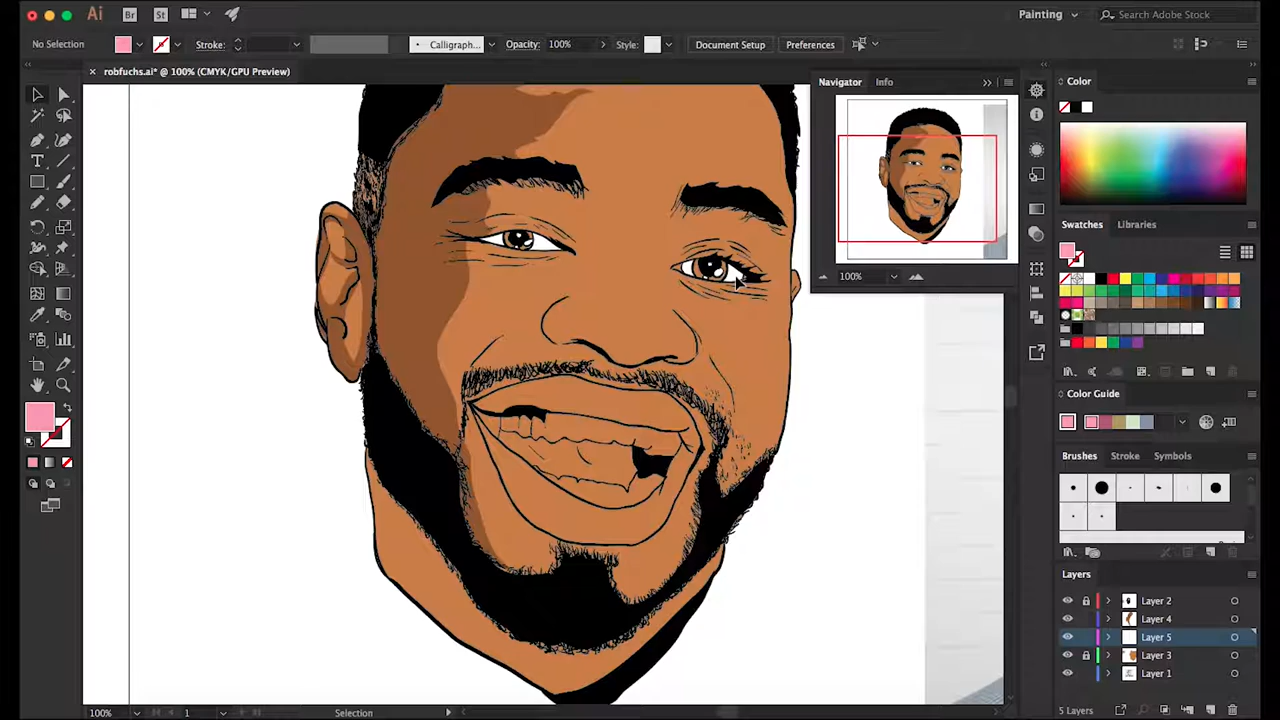 Ai Br St Painting Search Adobe Stock
No Selection Stroke: Calligraph... Opacity: 100% Style: Document Setup Preferences
× robfuchs.ai* @ 100% (CMYK/GPU Preview)
Navigator Info
100%
Color
Swatches Libraries
Color Guide
Brushes Stroke Symbols
Layers
Layer 2
Layer 4
Layer 5
Layer 3
Layer 1
5 Layers
100% 1 Selection